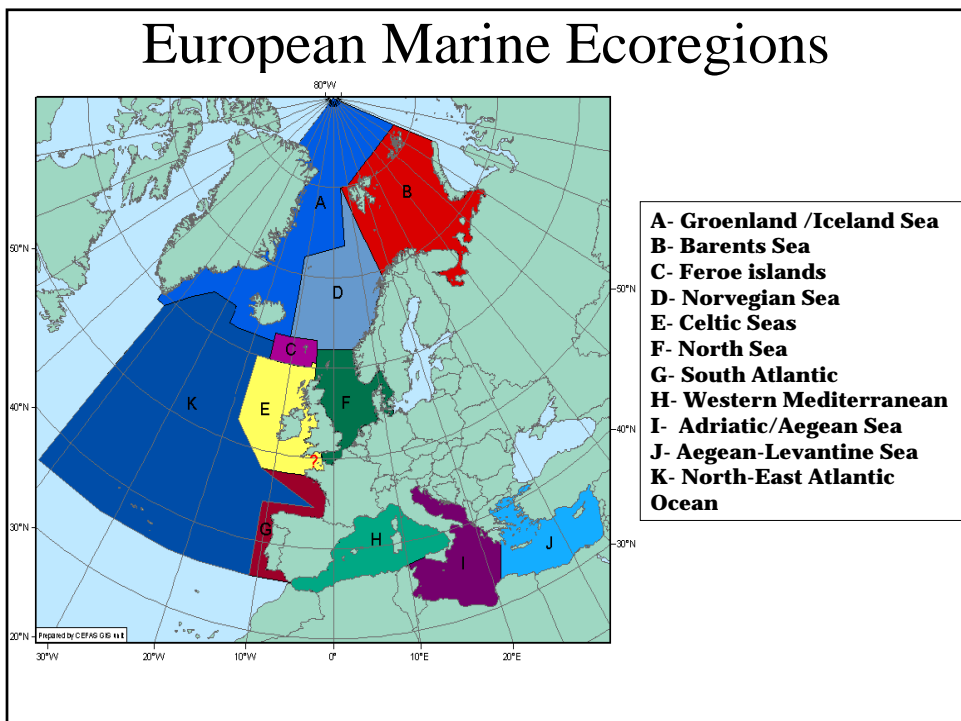 European Marine Ecoregions
80°W
A
B
50°N
50°N
D
C
40°N
K
E
F
40°N
?
30°N
G
H
I
J
30°N
20°N
Prepared by CEFAS GIS unit
30°W 20°W 10°W 0° 10°E 20°E
A- Groenland /Iceland Sea
B- Barents Sea
C- Feroe islands
D- Norvegian Sea
E- Celtic Seas
F- North Sea
G- South Atlantic
H- Western Mediterranean
I- Adriatic/Aegean Sea
J- Aegean-Levantine Sea
K- North-East Atlantic
Ocean